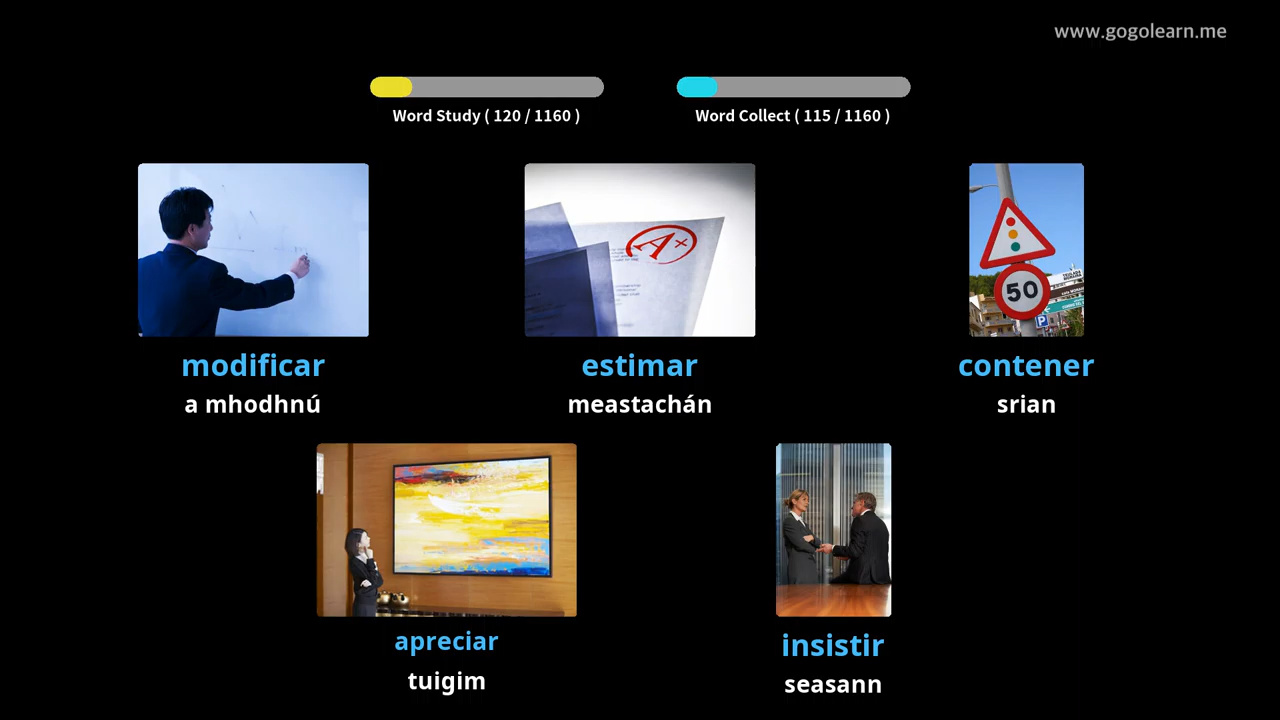 www.gogolearn.me
Word Study ( 120 / 1160 )
Word Collect ( 115 / 1160 )
A+
50
P
modificar
a mhodhnú
estimar
meastachán
contener
srian
apreciar
tuigim
insistir
seasann